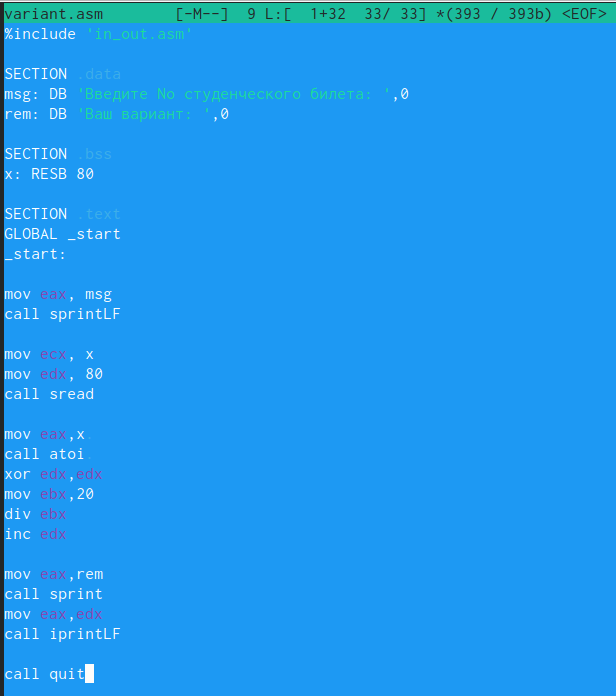 variant.asm [-M--] 9 L:[ 1+32 33/ 33] *(393 / 393b) <EOF>
%include 'in_out.asm'
SECTION .data
msg: DB 'Введите No студенческого билета: ',0
rem: DB 'Ваш вариант: ',0
SECTION .bss
x: RESB 80
SECTION .text
GLOBAL _start
_start:
mov eax, msg
call sprintLF
mov ecx, x
mov edx, 80
call sread
mov eax,x
call atoi
xor edx,edx
mov ebx,20
div ebx
inc edx
mov eax,rem
call sprint
mov eax,edx
call iprintLF
call quit